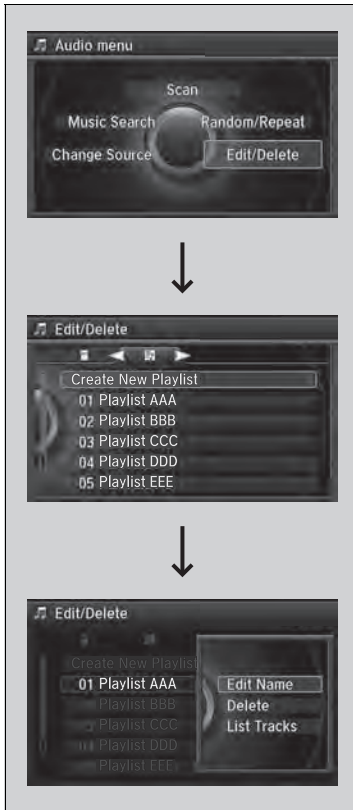 Audio menu
Scan
Music Search Random/Repeat
Change Source Edit/Delete
Edit/Delete
Create New Playlist
01 Playlist AAA
02 Playlist BBB
03 Playlist CCC
04 Playlist DDD
05 Playlist EEE
Edit/Delete
Create New Playlist
01 Playlist AAA Edit Name
Playlist BBB Delete
Playlist CCC List Tracks
Playlist DDD
Playlist EEE